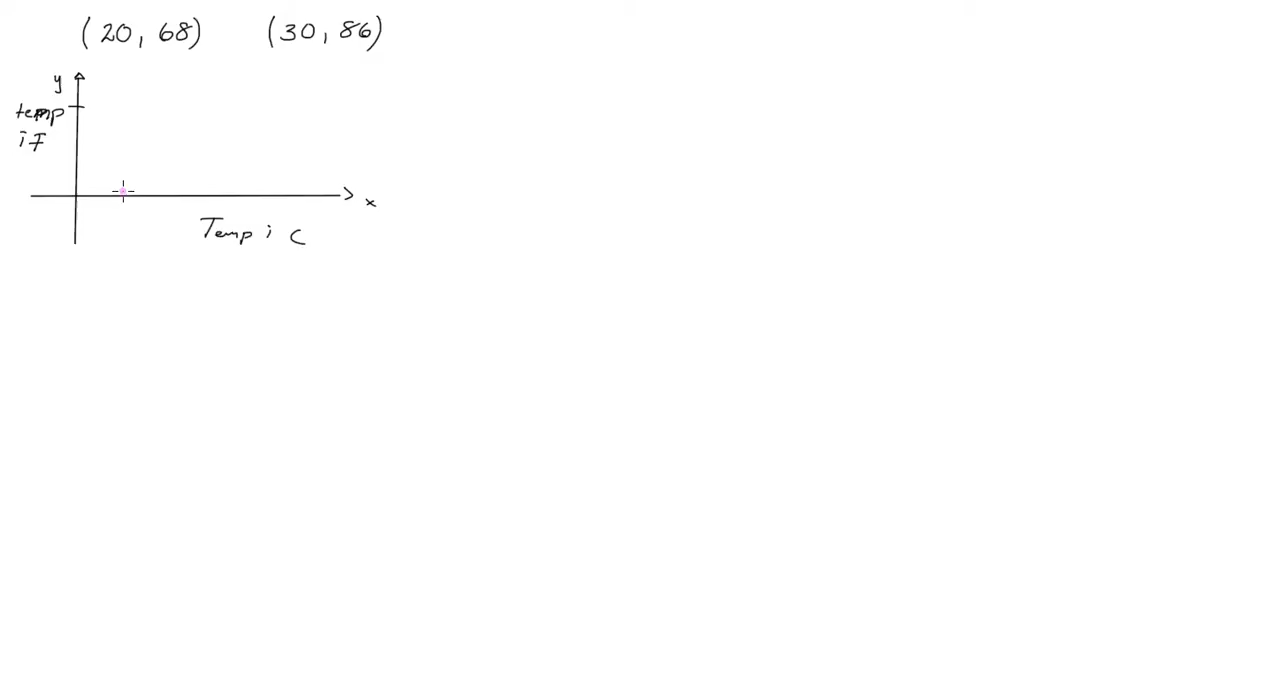 (20, 68) (30, 86)
y
temp
i F
x
Temp i C